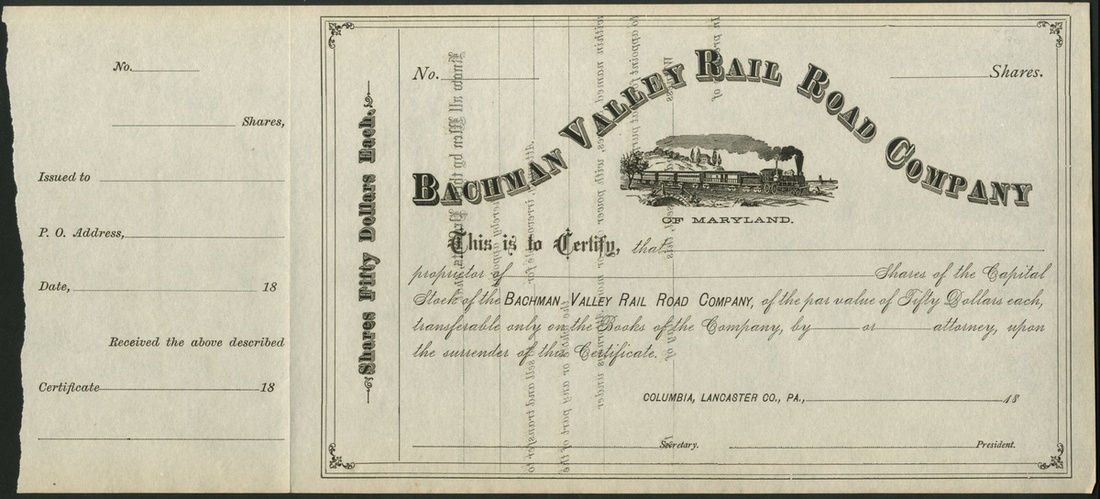 No.
Shares,
Issued to
P. O. Address,
Date, 18
Received the above described
Certificate 18
Shares Fifty Dollars Each.
No. Shares.
BACHMAN VALLEY RAIL ROAD COMPANY
OF MARYLAND.
This is to Certify, that
proprietor of Shares of the Capital
Stock of the BACHMAN VALLEY RAIL ROAD COMPANY, of the par value of Fifty Dollars each,
transferable only on the Books of the Company, by or attorney, upon
the surrender of this Certificate.
COLUMBIA, LANCASTER CO., PA., 18
Secretary. President.